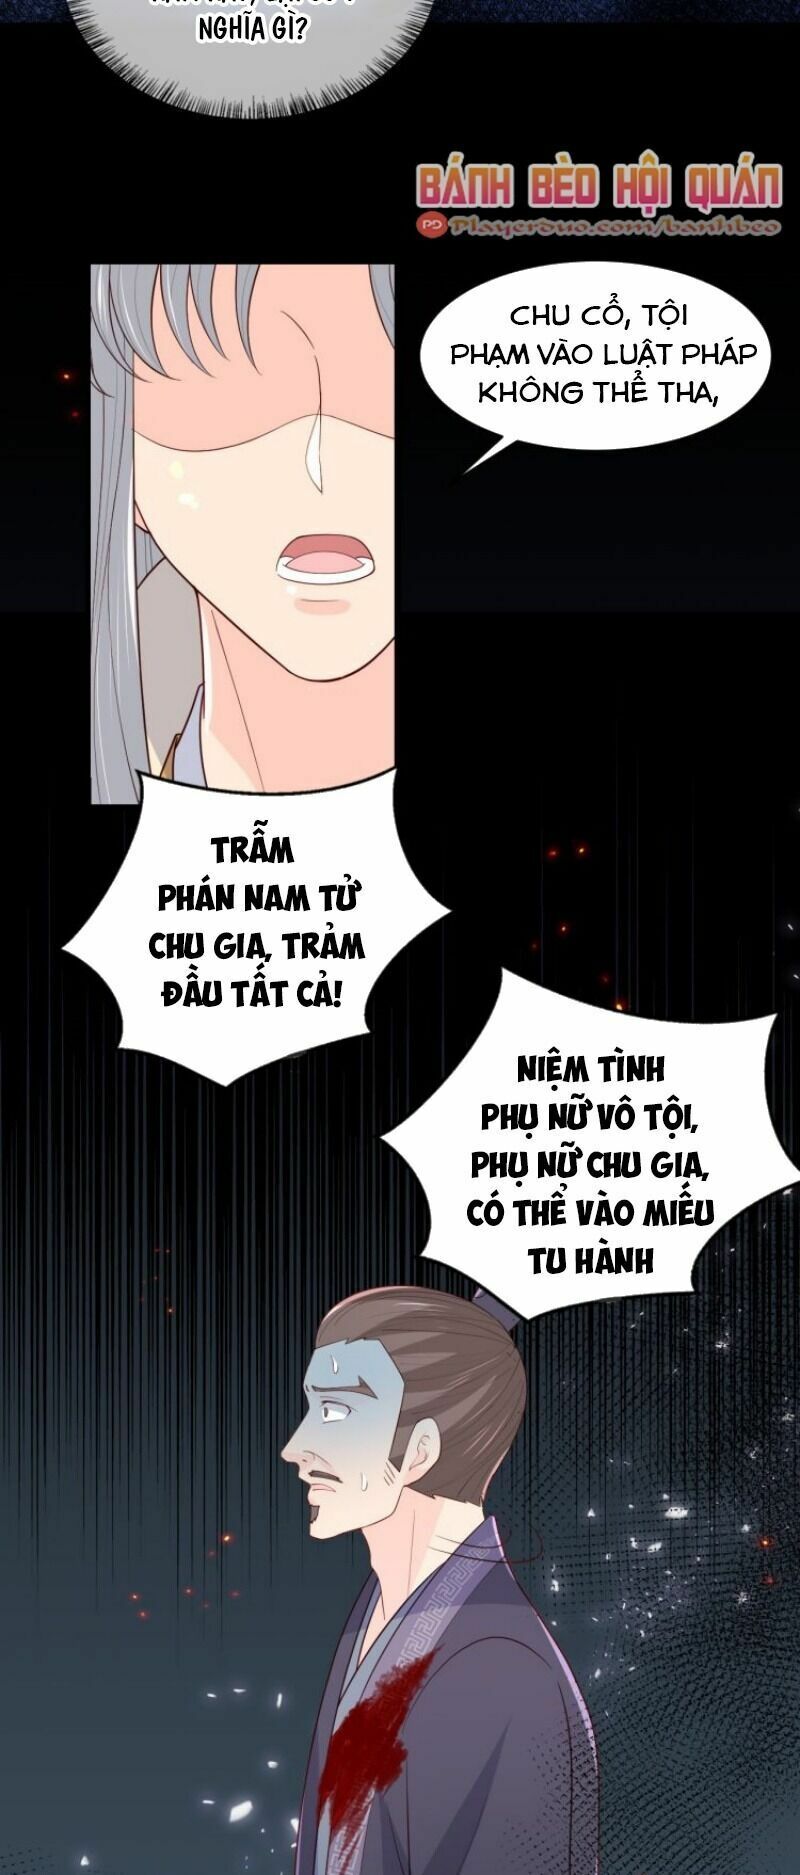 NGHĨA GÌ?
BÁNH BÈO HỘI QUÁN
PD Playerduo.com/banhbeo
CHU CỔ, TỘI
PHẠM VÀO LUẬT PHÁP
KHÔNG THỂ THA,
TRẪM
PHÁN NAM TỬ
CHU GIA, TRẢM
ĐẦU TẤT CẢ!
NIỆM TÌNH
PHỤ NỮ VÔ TỘI,
PHỤ NỮ CHU GIA,
CÓ THỂ VÀO MIẾU
TU HÀNH